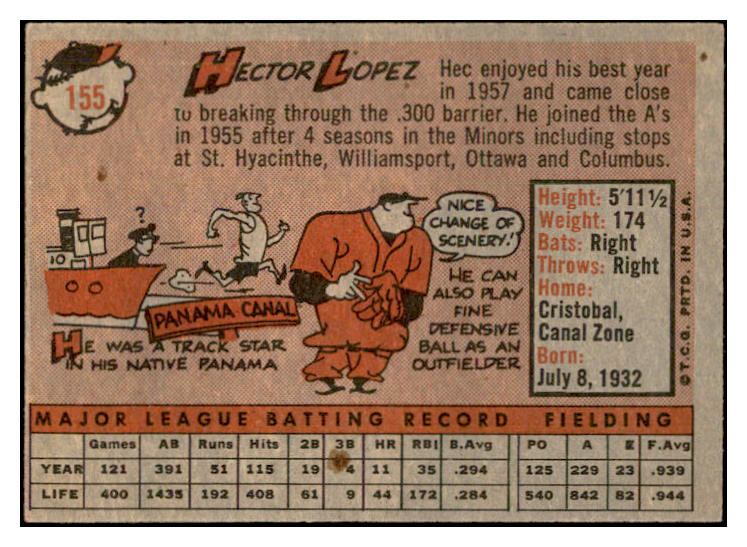 155
HECTOR LOPEZ
Hec enjoyed his best year
in 1957 and came close
to breaking through the .300 barrier. He joined the A's
in 1955 after 4 seasons in the Minors including stops
at St. Hyacinthe, Williamsport, Ottawa and Columbus.
?
10
PANAMA CANAL
HE WAS A TRACK STAR
IN HIS NATIVE PANAMA
NICE
CHANGE OF
SCENERY!
HE CAN
ALSO PLAY
FINE
DEFENSIVE
BALL AS AN
OUTFIELDER
Height: 5'11½
Weight: 174
Bats: Right
Throws: Right
Home:
Cristobal,
Canal Zone
Born:
July 8, 1932
©T.C.G. PRTD. IN U.S.A.
MAJOR LEAGUE BATTING RECORD FIELDING
Games AB Runs Hits 2B 3B HR RBI B.Avg PO A E F.Avg
YEAR 121 391 51 115 19 4 11 35 .294 125 229 23 .939
LIFE 400 1435 192 408 61 9 44 172 .284 540 842 82 .944